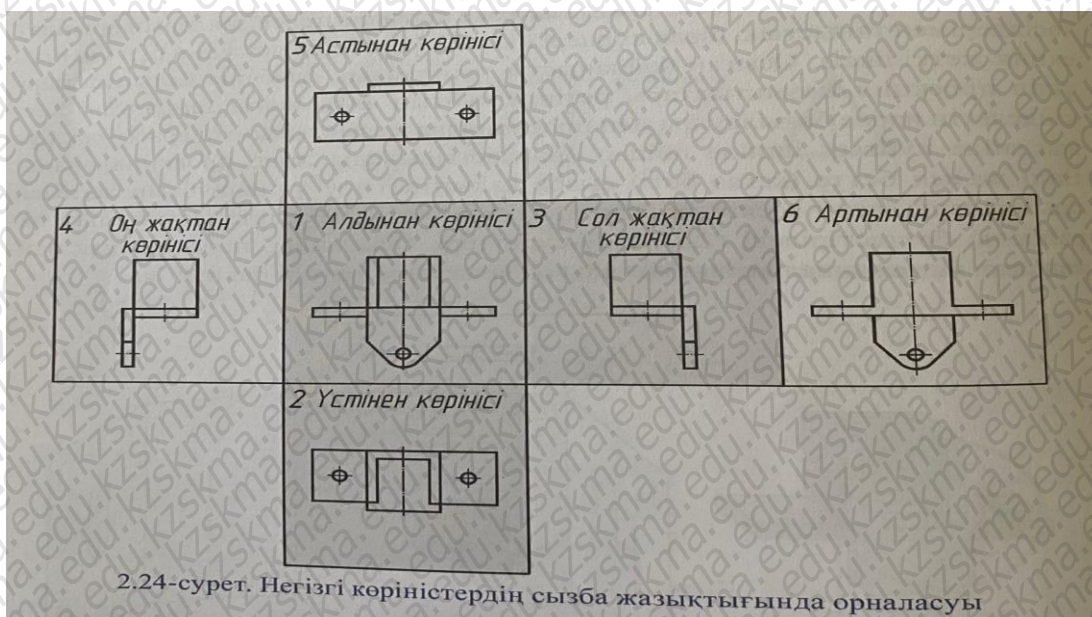 5 Астынан көрінісі
4 Оң жақтан
көрінісі
1 Алдынан көрінісі
3 Сол жақтан
көрінісі
6 Артынан көрінісі
2 Үстінен көрінісі
2.24-сурет. Негізгі көріністердің сызба жазықтығында орналасуы